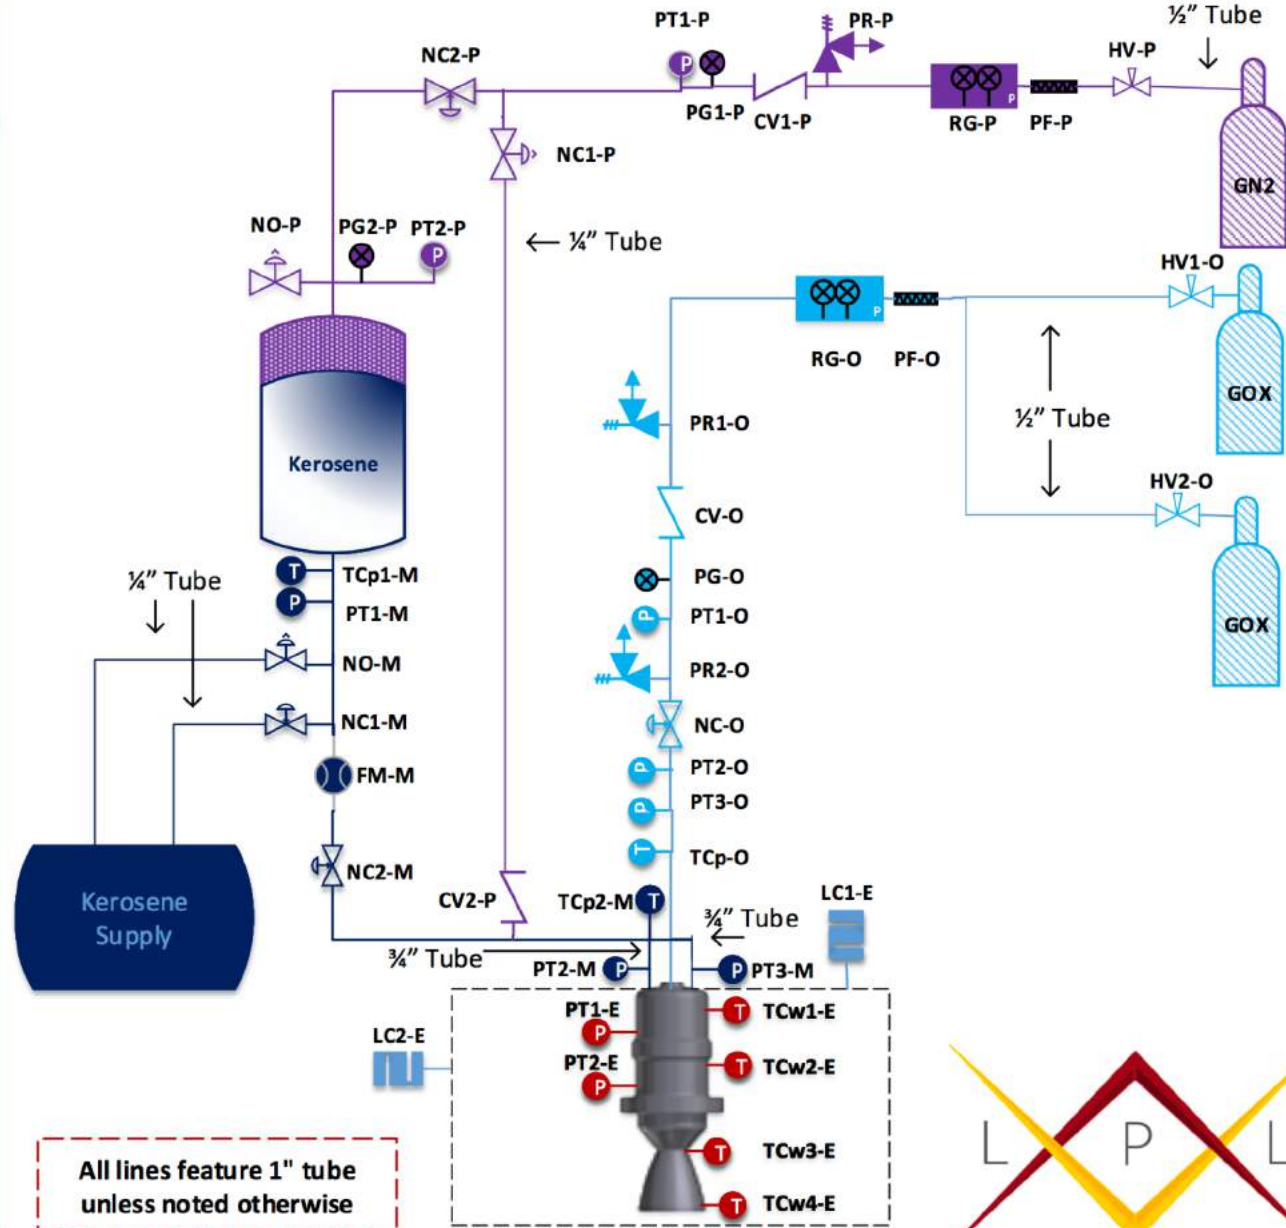 ½” Tube
PT1-P
PR-P
HV-P
NC2-P
P
PG1-P
CV1-P
RG-P
P
PF-P
NC1-P
GN2
NO-P
PG2-P
PT2-P
P
¼” Tube
HV1-O
P
RG-O
PF-O
GOX
½” Tube
PR1-O
Kerosene
HV2-O
CV-O
TCp1-M
T
¼” Tube
PT1-M
P
PG-O
PT1-O
P
GOX
NO-M
PR2-O
NC1-M
NC-O
FM-M
PT2-O
P
PT3-O
P
TCp-O
T
NC2-M
Kerosene
Supply
CV2-P
TCp2-M
T
LC1-E
¾” Tube
¾” Tube
PT2-M
P
P
PT3-M
PT1-E
P
T
TCw1-E
LC2-E
PT2-E
P
T
TCw2-E
T
TCw3-E
T
TCw4-E
All lines feature 1" tube
unless noted otherwise
L P L